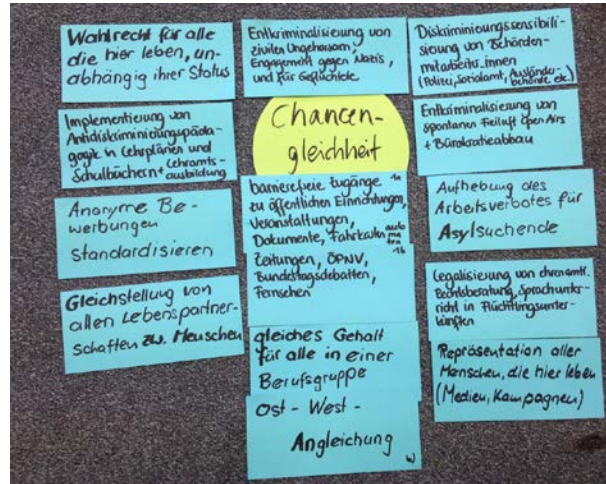 Wahlrecht für alle
die hier leben, un-
abhängig ihrer Status
Implementierung von
Antidiskriminierungspäda-
gogik in Lehrplänen und
Schulbüchern + Lehramts-
ausbildung
Anonyme Be-
werbungen
Standardisieren
Gleichstellung von
allen Lebenspartner-
schaften zw. Menschen
Entkriminalisierung von
zivilem Ungehorsam,
Engagement gegen Nazis,
und für Geflüchtete
Chancen-
gleichheit
barrierefreie Zugänge
zu öffentlichen Einrichtungen,
Veranstaltungen,
Dokumente, Fahrkarten auto
ma
ten
Zeitungen, ÖPNV,
Bundestagsdebatten,
Fernsehen
gleiches Gehalt
für alle in einer
Berufsgruppe
Ost - West -
Angleichung
Diskriminierungssensibili-
sierung von Behörden-
mitarbeits_innen
(Polizei, Sozialamt, Ausländer-
behörde etc.)
Entkriminalisierung von
spontanen Freiluft Open Airs
+ Bürokratieabbau
Aufhebung des
Arbeitsverbotes für
Asylsuchende
Legalisierung von ehrenamtl.
Rechtsberatung, Sprachunter-
richt in Flüchtlingsunter-
künften
Repräsentation aller
Menschen, die hier leben
(Medien, Kampagnen)